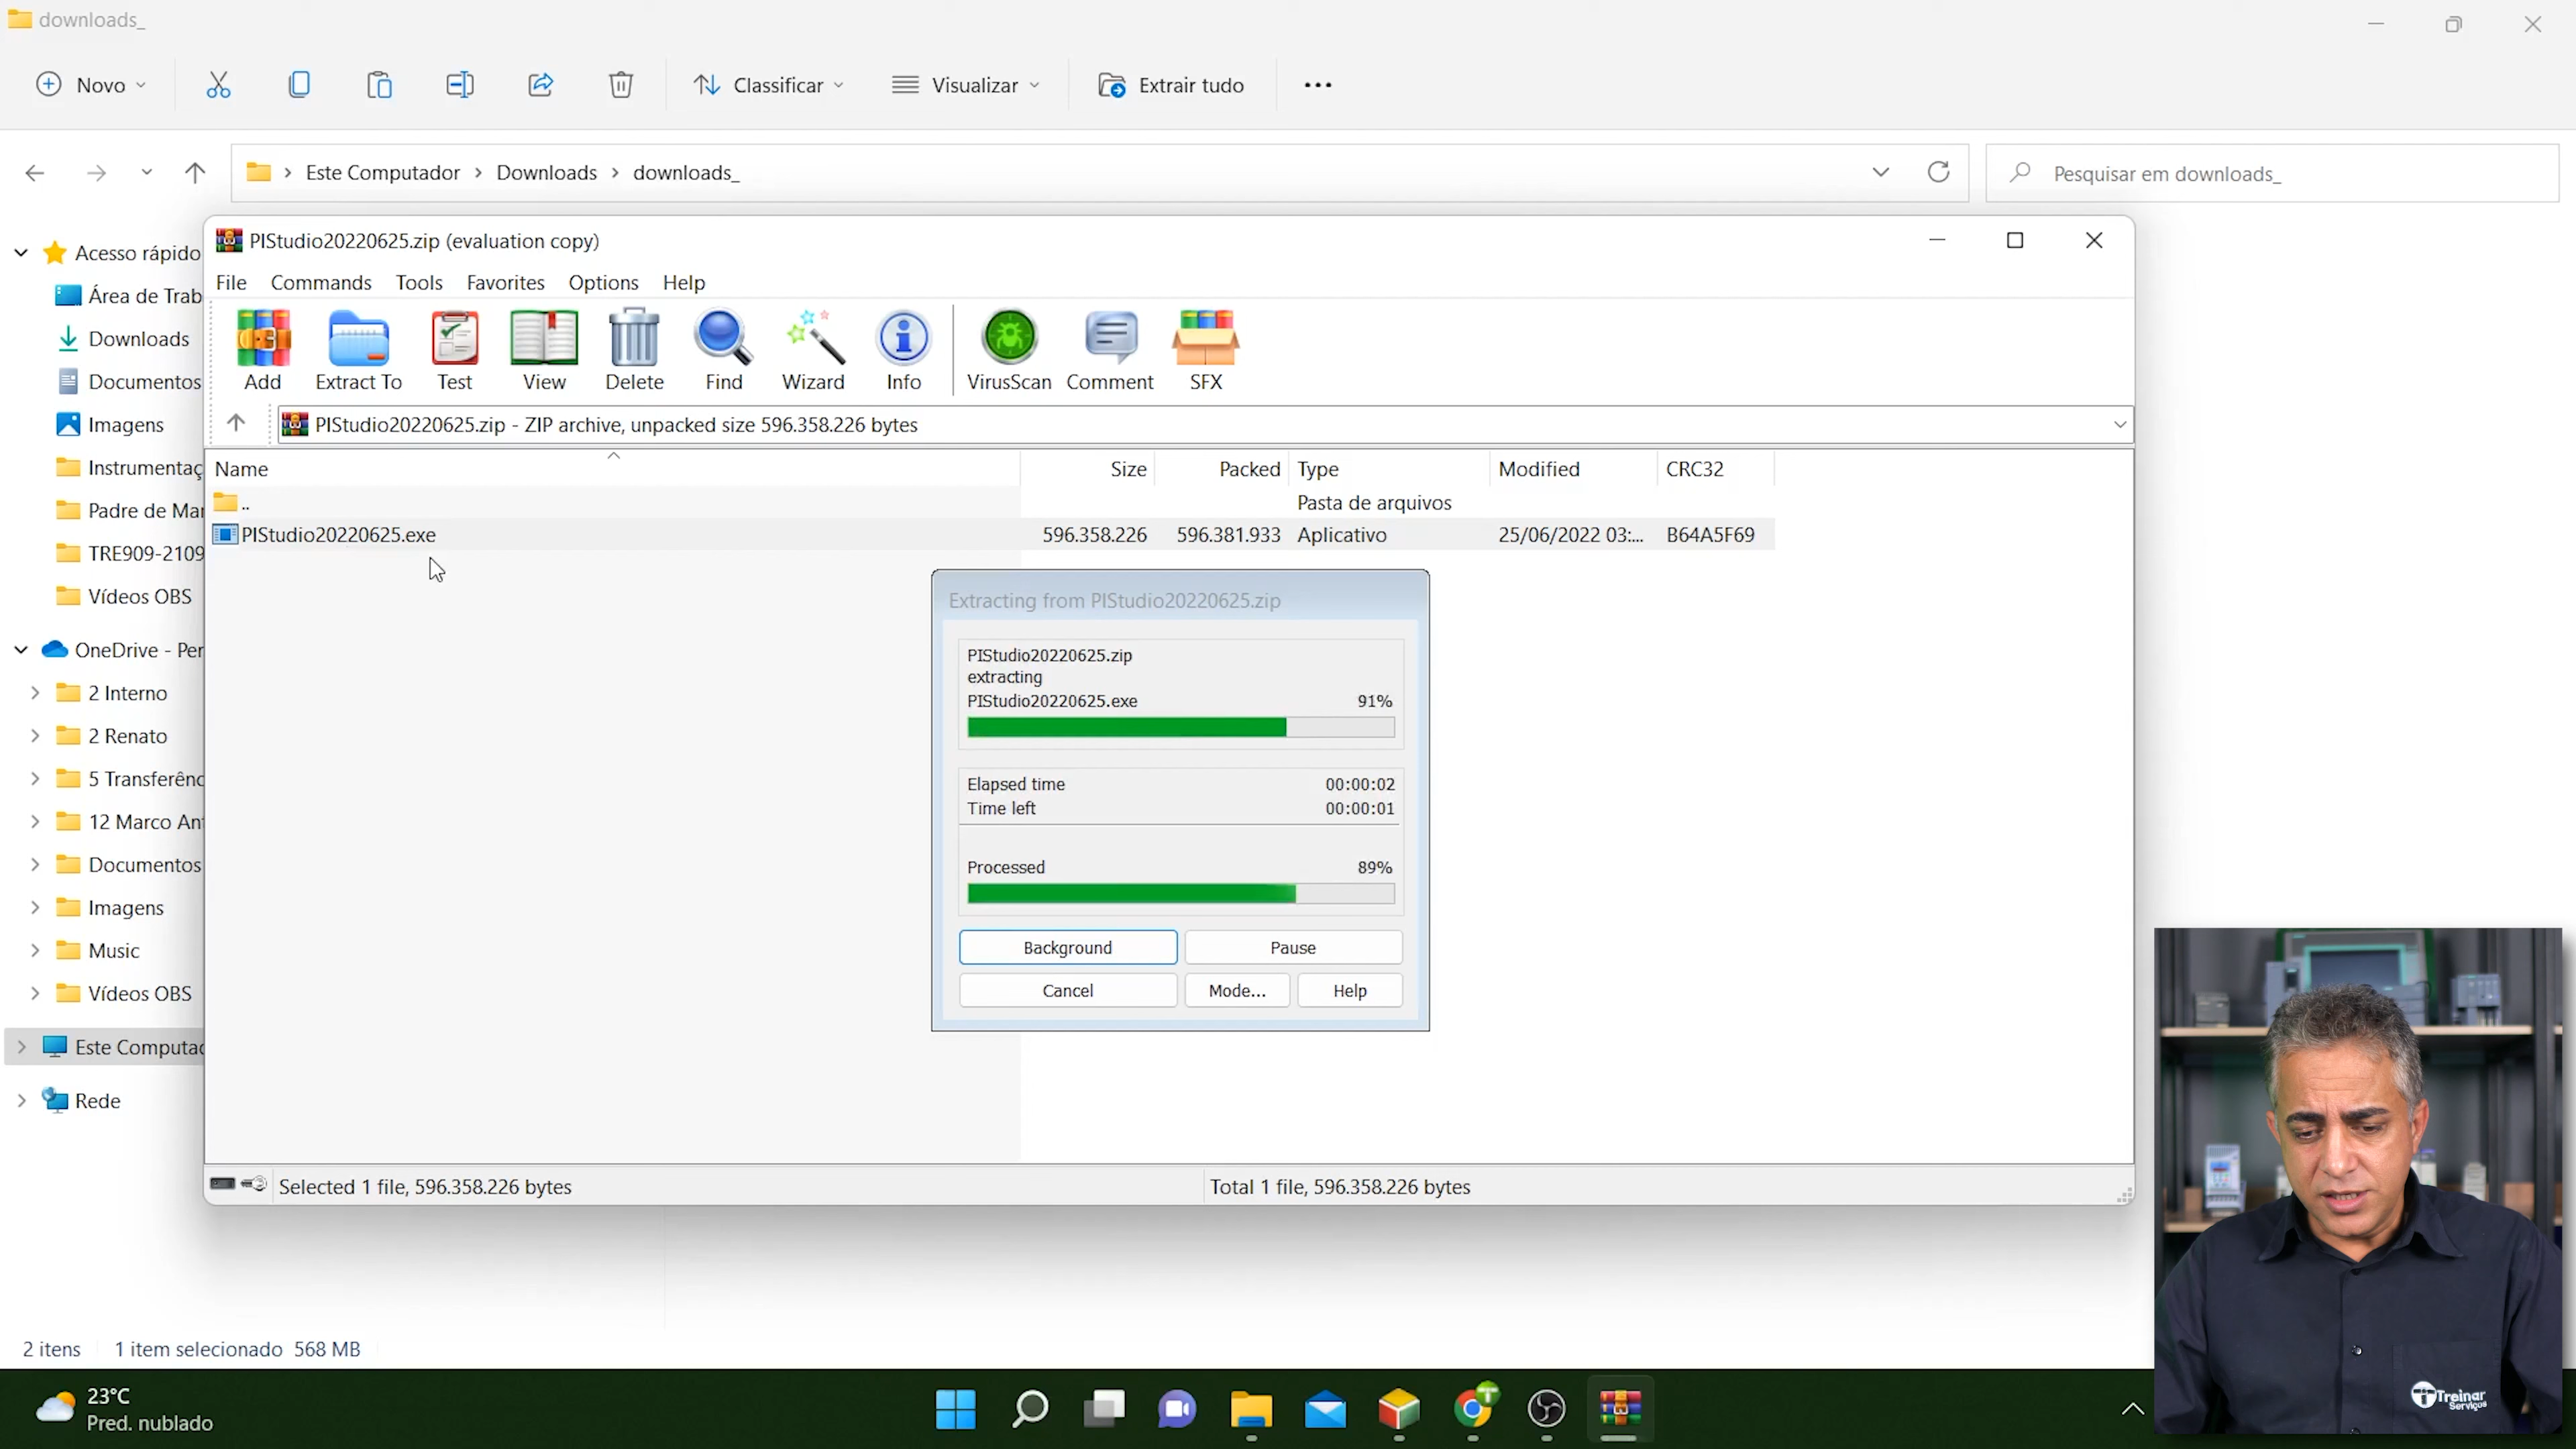 downloads_
Novo
Classificar
Visualizar
Extrair tudo
Este Computador > Downloads > downloads_
Pesquisar em downloads_
Acesso rápido
Área de Trab
Downloads
Documentos
Imagens
Instrumentaç
Padre de Mar
TRE909-2109
Vídeos OBS
OneDrive - Per
2 Interno
2 Renato
5 Transferênc
12 Marco Ant
Documentos
Imagens
Music
Vídeos OBS
Este Computad
Rede
PIStudio20220625.zip (evaluation copy)
File Commands Tools Favorites Options Help
Add Extract To Test View Delete Find Wizard Info VirusScan Comment SFX
PIStudio20220625.zip - ZIP archive, unpacked size 596.358.226 bytes
Name Size Packed Type Modified CRC32
.. Pasta de arquivos
PIStudio20220625.exe 596.358.226 596.381.933 Aplicativo 25/06/2022 03:... B64A5F69
Extracting from PIStudio20220625.zip
PIStudio20220625.zip
extracting
PIStudio20220625.exe 91%
Elapsed time 00:00:02
Time left 00:00:01
Processed 89%
Background Pause
Cancel Mode... Help
Selected 1 file, 596.358.226 bytes
Total 1 file, 596.358.226 bytes
2 itens 1 item selecionado 568 MB
23°C
Pred. nublado
T
Treinar
Serviços